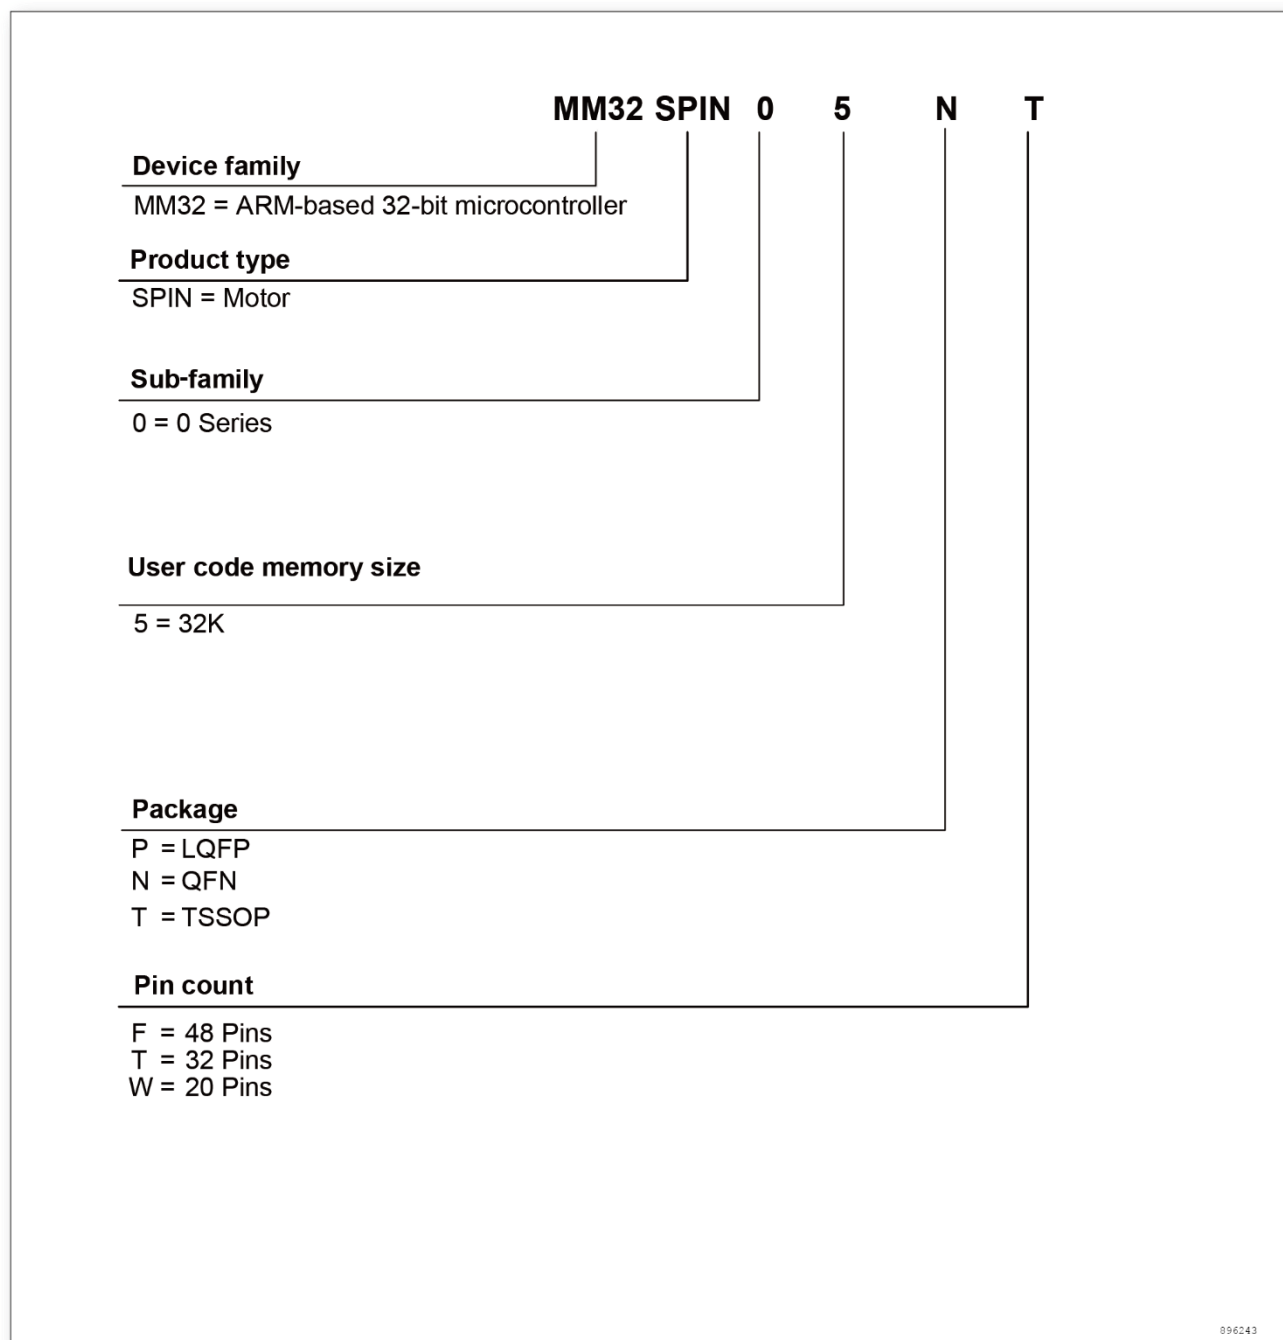 MM32 SPIN 0 5 N T
Device family
MM32 = ARM-based 32-bit microcontroller
Product type
SPIN = Motor
Sub-family
0 = 0 Series
User code memory size
5 = 32K
Package
P = LQFP
N = QFN
T = TSSOP
Pin count
F = 48 Pins
T = 32 Pins
W = 20 Pins
896243